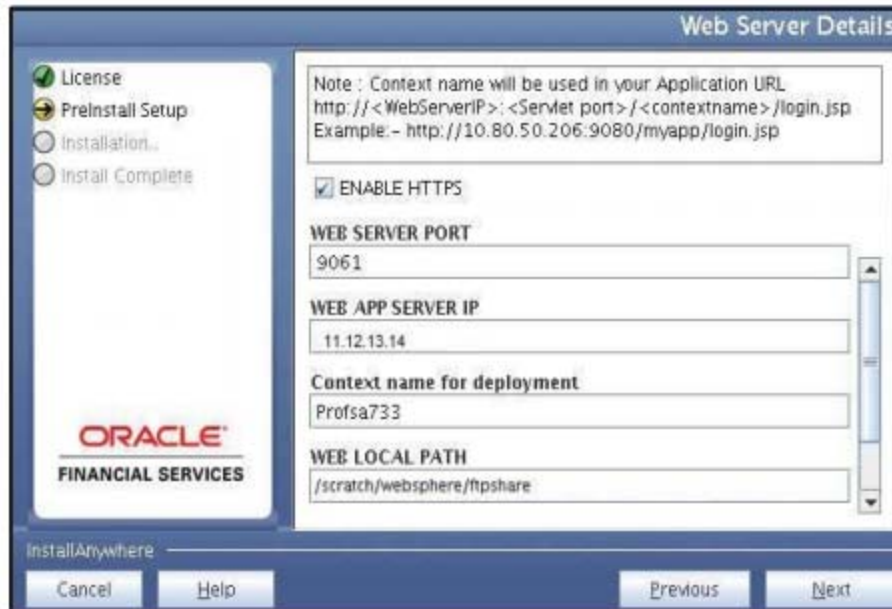 Web Server Details
License
PreInstall Setup
Installation...
Install Complete
ORACLE
FINANCIAL SERVICES
Note : Context name will be used in your Application URL
http://<WebServerIP>:<Servlet port>/<contextname>/login.jsp
Example:- http://10.80.50.206:9080/myapp/login.jsp
ENABLE HTTPS
WEB SERVER PORT
9061
WEB APP SERVER IP
11.12.13.14
Context name for deployment
Profsa733
WEB LOCAL PATH
/scratch/websphere/ftpshare
InstallAnywhere
Cancel
Help
Previous
Next